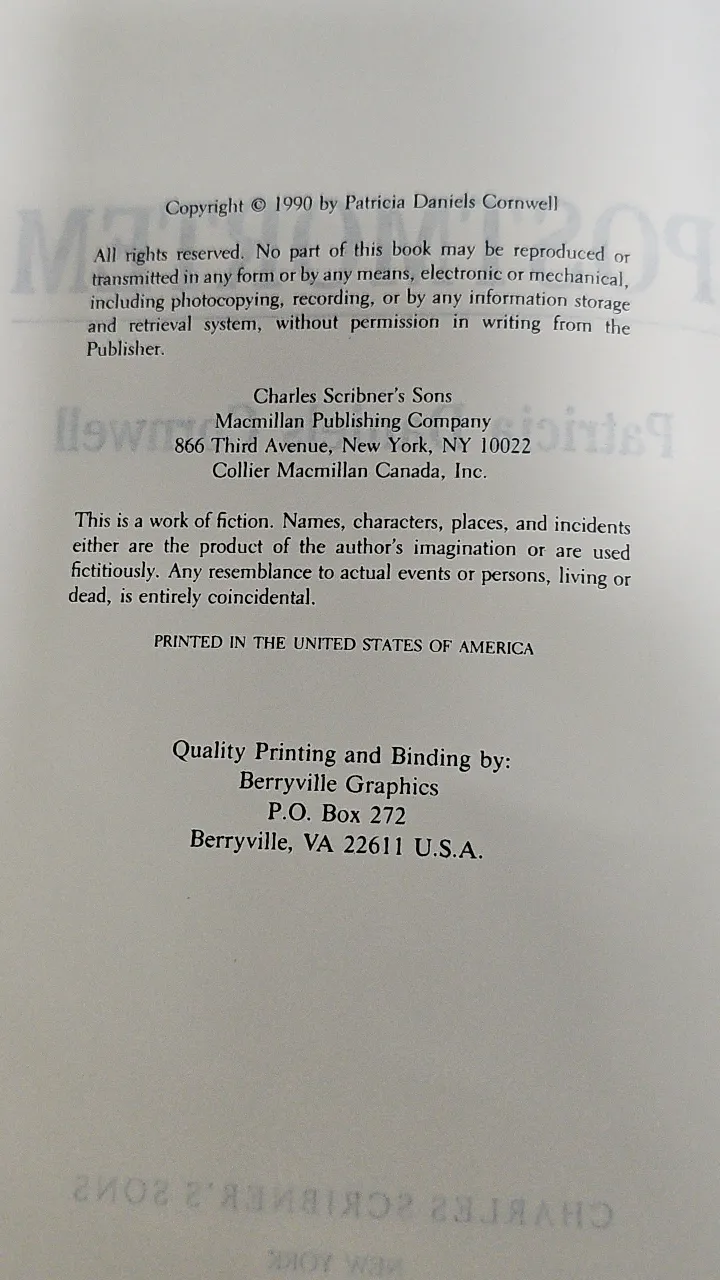 Copyright © 1990 by Patricia Daniels Cornwell
All rights reserved. No part of this book may be reproduced or
transmitted in any form or by any means, electronic or mechanical,
including photocopying, recording, or by any information storage
and retrieval system, without permission in writing from the
Publisher.
Charles Scribner's Sons
Macmillan Publishing Company
866 Third Avenue, New York, NY 10022
Collier Macmillan Canada, Inc.
This is a work of fiction. Names, characters, places, and incidents
either are the product of the author's imagination or are used
fictitiously. Any resemblance to actual events or persons, living or
dead, is entirely coincidental.
PRINTED IN THE UNITED STATES OF AMERICA
Quality Printing and Binding by:
Berryville Graphics
P.O. Box 272
Berryville, VA 22611 U.S.A.
CHARLES SCRIBNER'S SONS
NEW YORK